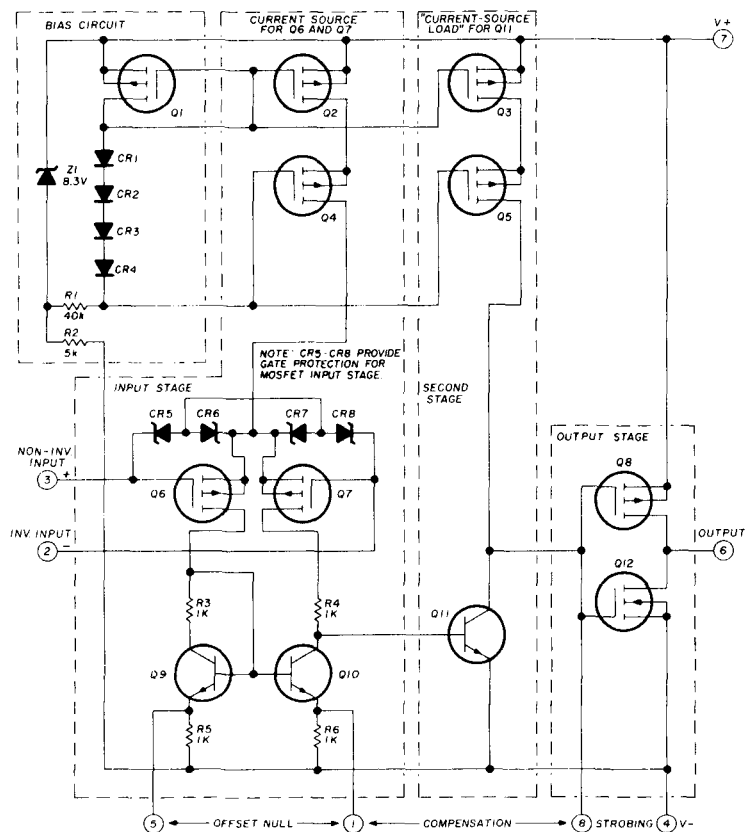 BIAS CIRCUIT
CURRENT SOURCE
FOR Q6 AND Q7
"CURRENT-SOURCE
LOAD" FOR Q11
V+
7
Q1
Q2
Q3
Z1
8.3V
CR1
CR2
CR3
CR4
Q4
Q5
R1
40k
R2
5k
NOTE: CR5-CR8 PROVIDE
GATE PROTECTION FOR
MOSFET INPUT STAGE.
INPUT STAGE
SECOND
STAGE
CR5
CR6
CR7
CR8
OUTPUT STAGE
NON-INV.
INPUT
3
+
Q6
Q7
Q8
INV. INPUT
2
-
OUTPUT
6
Q12
R3
1K
R4
1K
Q11
Q9
Q10
R5
1K
R6
1K
5
OFFSET NULL
1
COMPENSATION
8
STROBING
4
V-